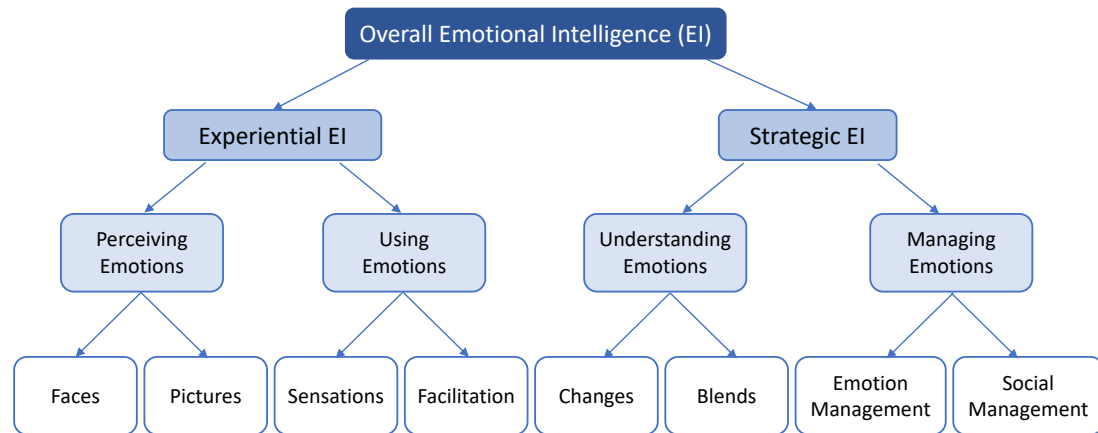 Overall Emotional Intelligence (EI)
Experiential EI
Strategic EI
Perceiving
Emotions
Using
Emotions
Understanding
Emotions
Managing
Emotions
Faces
Pictures
Sensations
Facilitation
Changes
Blends
Emotion
Management
Social
Management